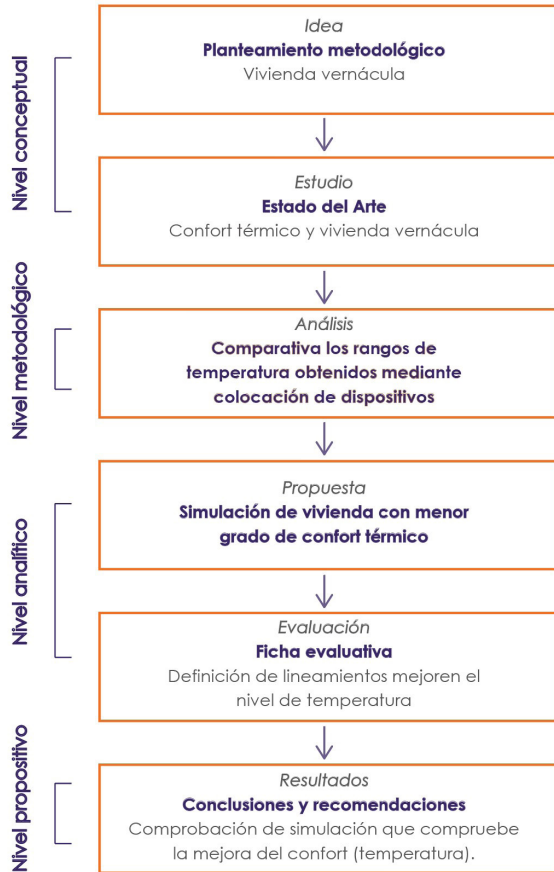 Nivel conceptual
Idea
Planteamiento metodológico
Vivienda vernácula
Estudio
Estado del Arte
Confort térmico y vivienda vernácula
Nivel metodológico
Análisis
Comparativa los rangos de
temperatura obtenidos mediante
colocación de dispositivos
Nivel analítico
Propuesta
Simulación de vivienda con menor
grado de confort térmico
Evaluación
Ficha evaluativa
Definición de lineamientos mejoren el
nivel de temperatura
Nivel propositivo
Resultados
Conclusiones y recomendaciones
Comprobación de simulación que compruebe
la mejora del confort (temperatura).